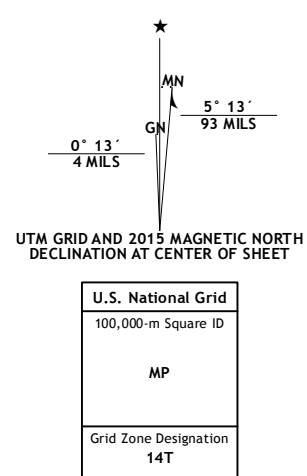 ★
MN
GN
5° 13´
93 MILS
0° 13´
4 MILS
UTM GRID AND 2015 MAGNETIC NORTH
DECLINATION AT CENTER OF SHEET
U.S. National Grid
100,000-m Square ID
MP
Grid Zone Designation
14T